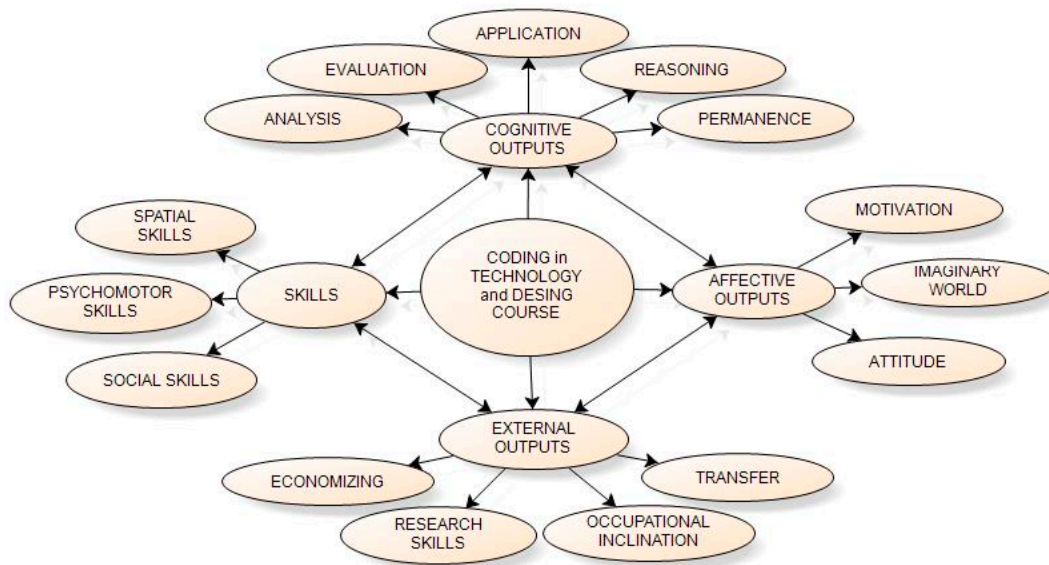 APPLICATION
EVALUATION
REASONING
ANALYSIS
PERMANENCE
COGNITIVE
OUTPUTS
SPATIAL
SKILLS
MOTIVATION
PSYCHOMOTOR
SKILLS
SKILLS
CODING in
TECHNOLOGY
and DESING
COURSE
AFFECTIVE
OUTPUTS
IMAGINARY
WORLD
SOCIAL SKILLS
ATTITUDE
EXTERNAL
OUTPUTS
ECONOMIZING
TRANSFER
RESEARCH
SKILLS
OCCUPATIONAL
INCLINATION